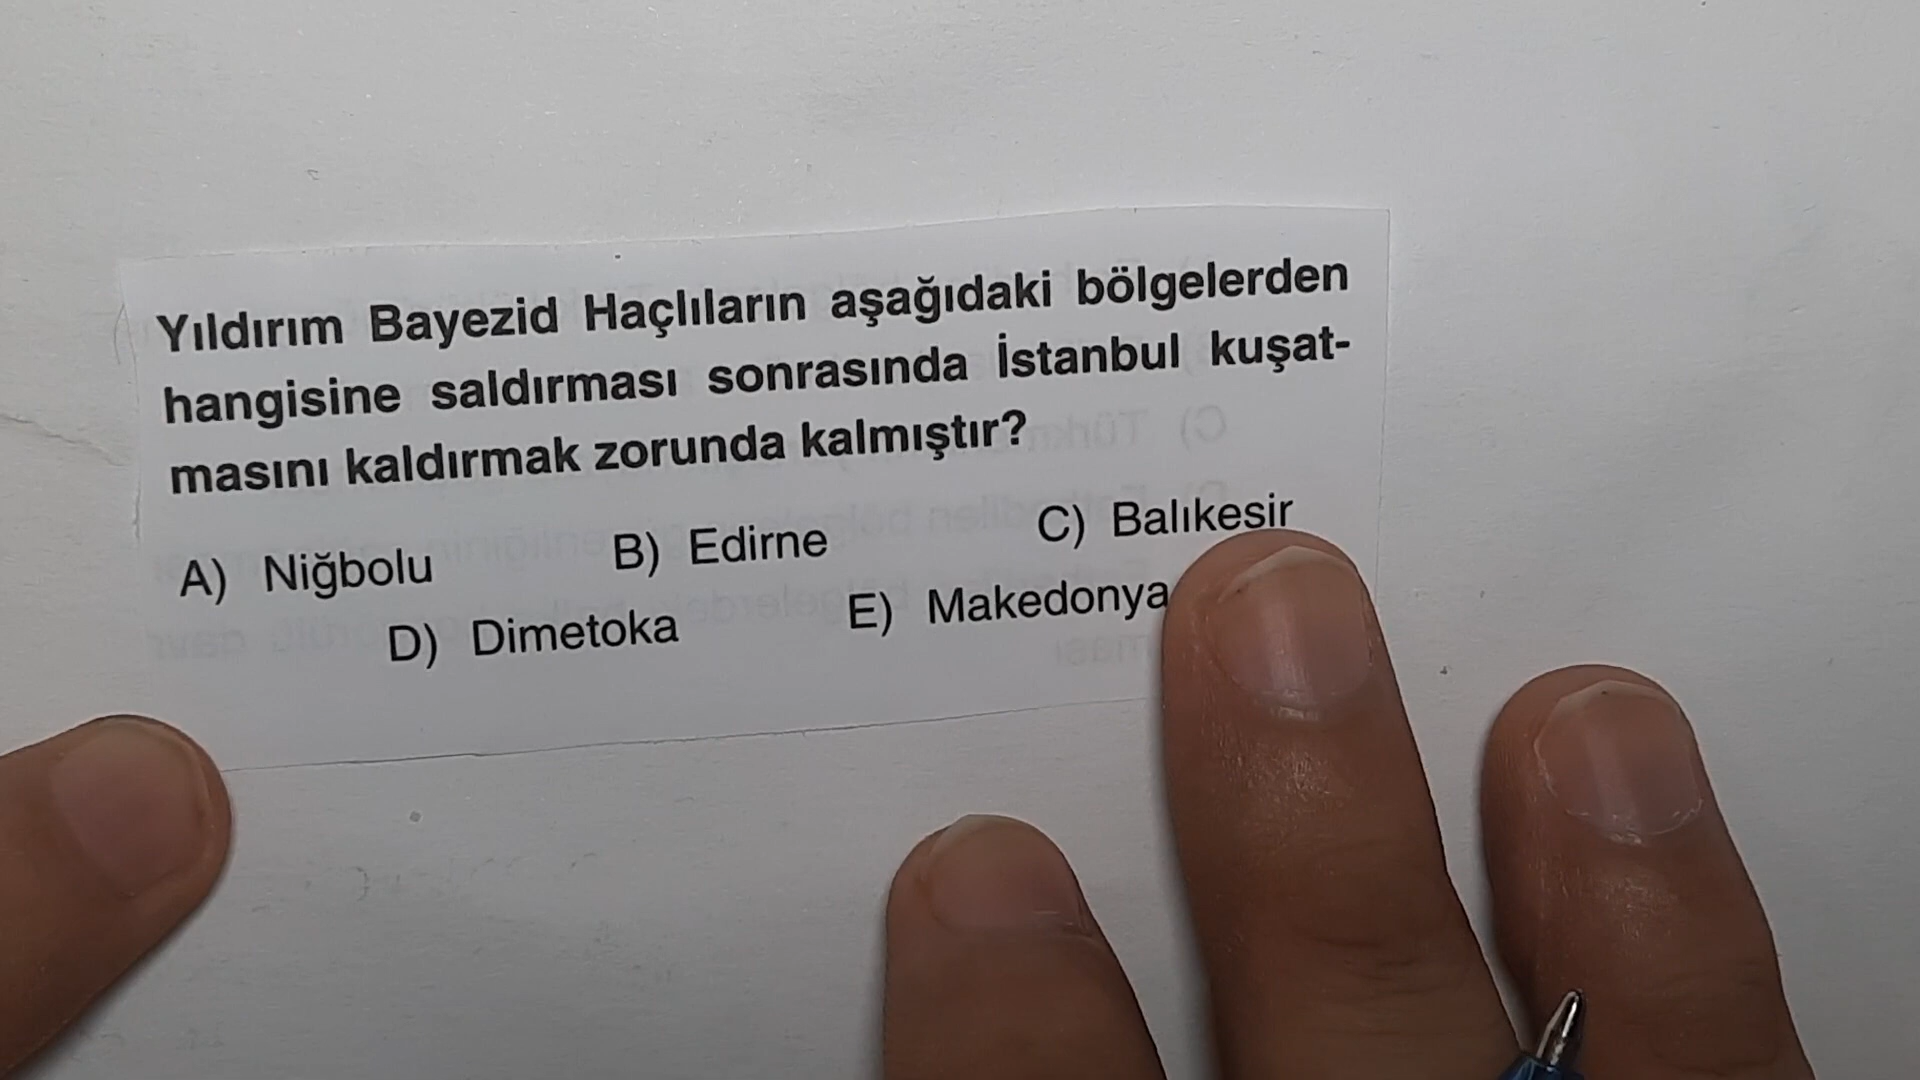 Yıldırım Bayezid Haçlıların aşağıdaki bölgelerden
hangisine saldırması sonrasında İstanbul kuşat-
masını kaldırmak zorunda kalmıştır?
A) Niğbolu B) Edirne C) Balıkesir
D) Dimetoka E) Makedonya